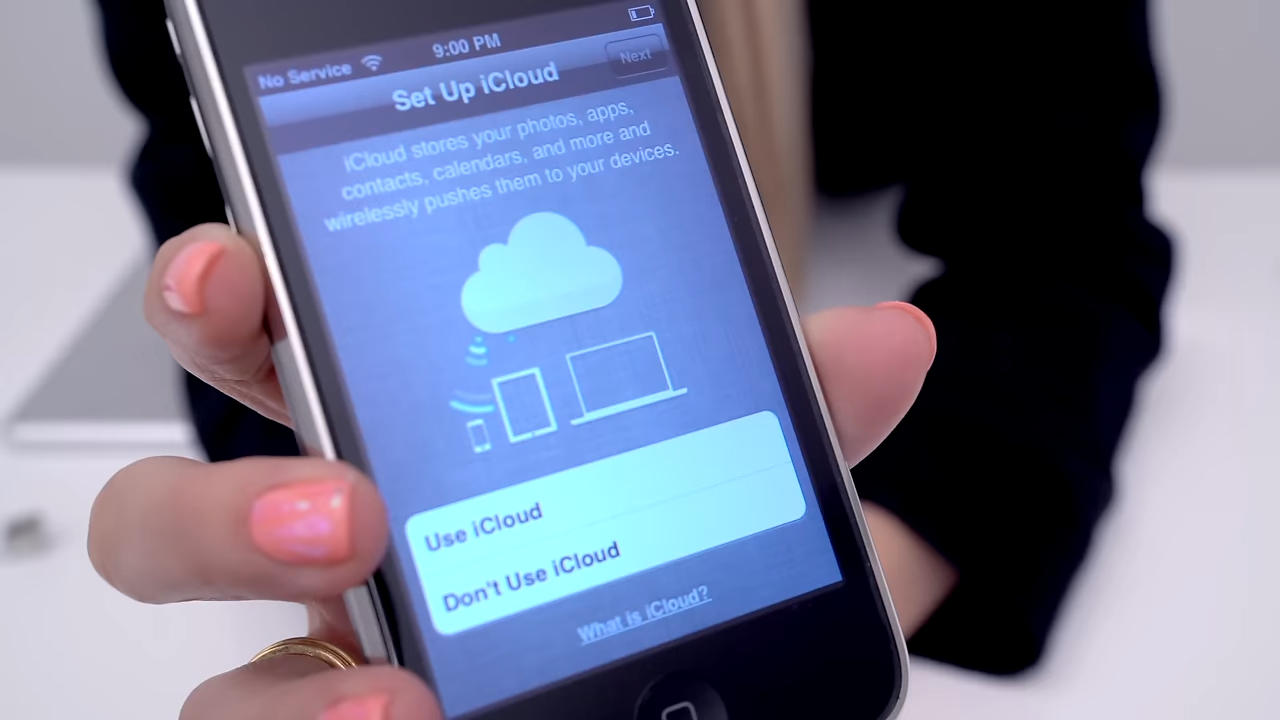 No Service 9:00 PM
Set Up iCloud Next
iCloud stores your photos, apps,
contacts, calendars, and more and
wirelessly pushes them to your devices.
Use iCloud
Don't Use iCloud
What is iCloud?